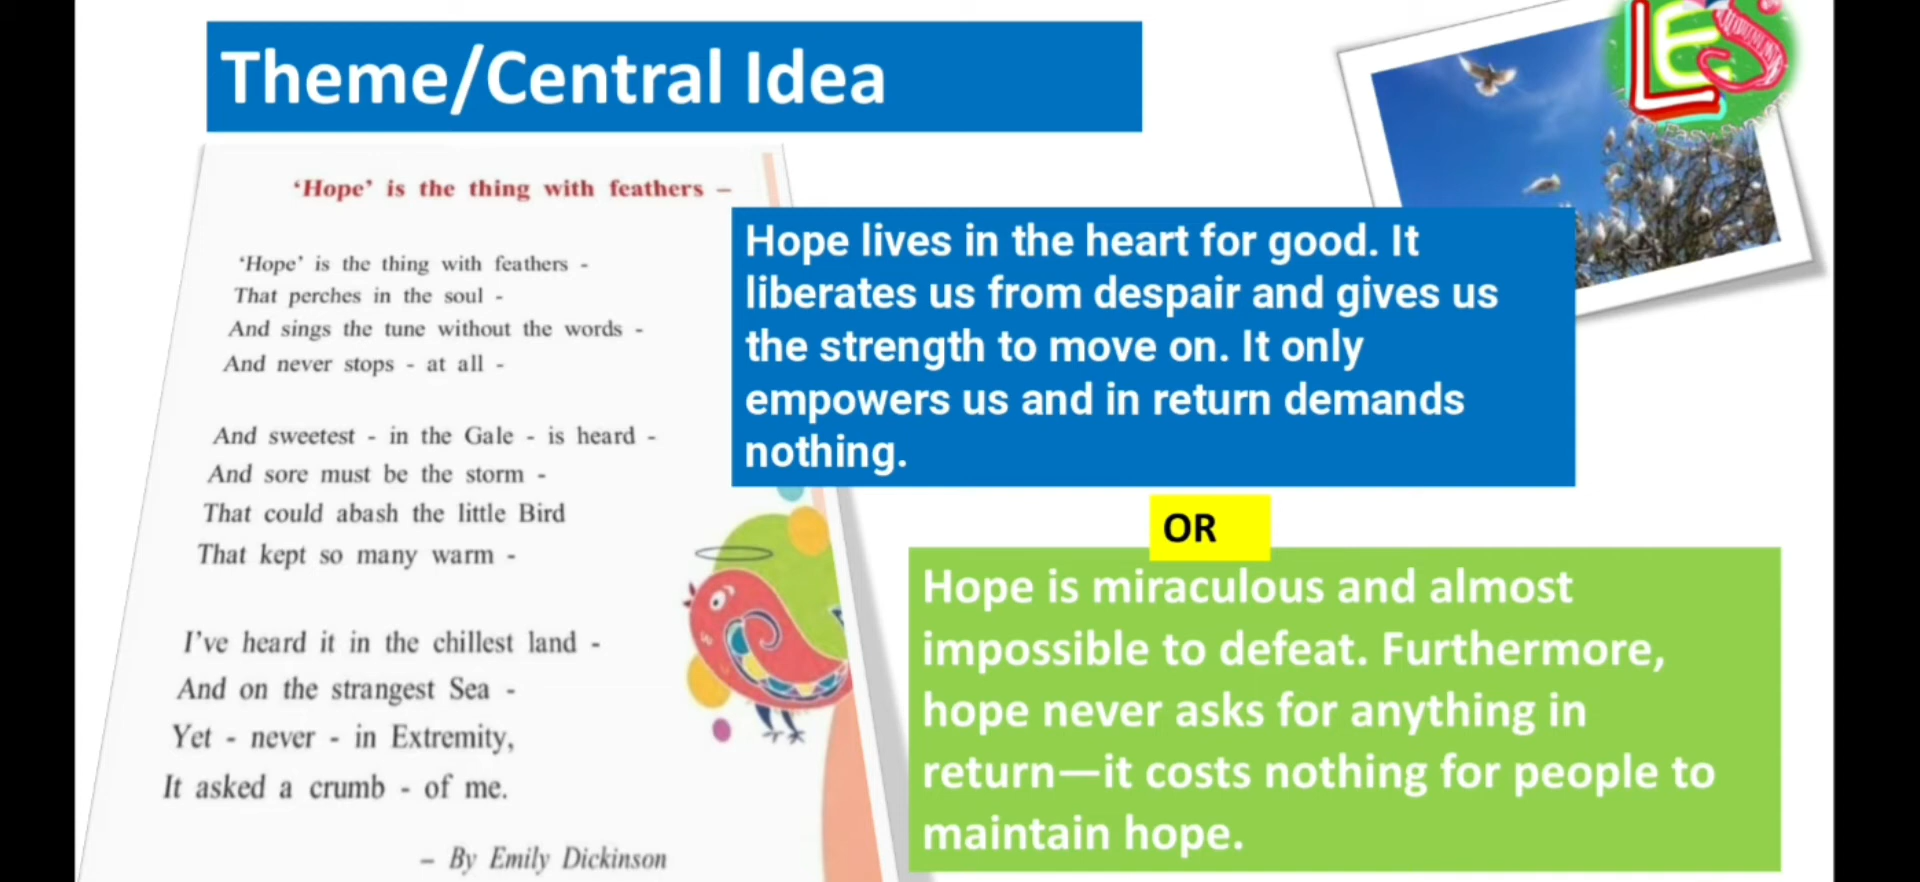 Theme/Central Idea
LES
‘Hope’ is the thing with feathers –
‘Hope’ is the thing with feathers -
That perches in the soul -
And sings the tune without the words -
And never stops - at all -
And sweetest - in the Gale - is heard -
And sore must be the storm -
That could abash the little Bird
That kept so many warm -
I’ve heard it in the chillest land -
And on the strangest Sea -
Yet - never - in Extremity,
It asked a crumb - of me.
– By Emily Dickinson
Hope lives in the heart for good. It
liberates us from despair and gives us
the strength to move on. It only
empowers us and in return demands
nothing.
OR
Hope is miraculous and almost
impossible to defeat. Furthermore,
hope never asks for anything in
return—it costs nothing for people to
maintain hope.